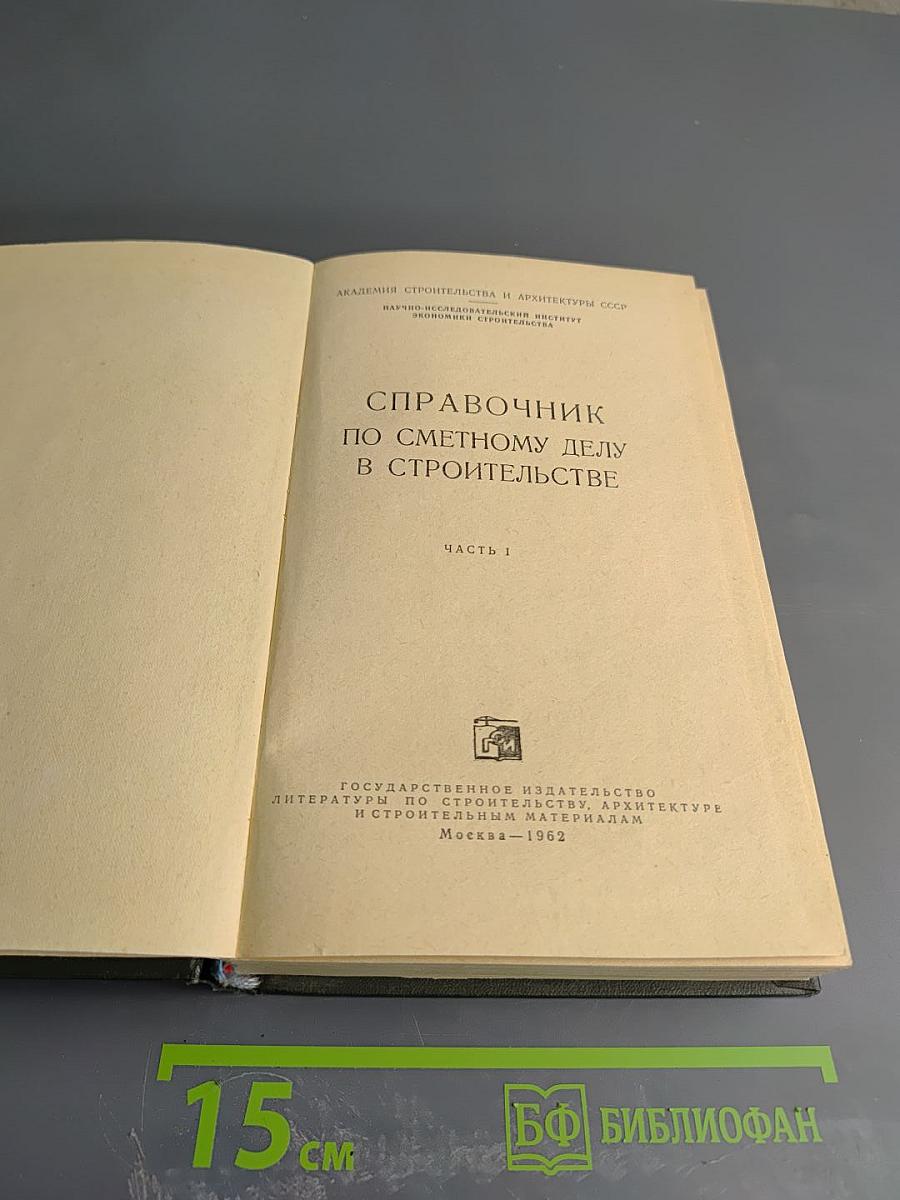 АКАДЕМИЯ СТРОИТЕЛЬСТВА И АРХИТЕКТУРЫ СССР
НАУЧНО-ИССЛЕДОВАТЕЛЬСКИЙ ИНСТИТУТ
ЭКОНОМИКИ СТРОИТЕЛЬСТВА
СПРАВОЧНИК
ПО СМЕТНОМУ ДЕЛУ
В СТРОИТЕЛЬСТВЕ
ЧАСТЬ I
ГСИ
ГОСУДАРСТВЕННОЕ ИЗДАТЕЛЬСТВО
ЛИТЕРАТУРЫ ПО СТРОИТЕЛЬСТВУ, АРХИТЕКТУРЕ
И СТРОИТЕЛЬНЫМ МАТЕРИАЛАМ
Москва—1962
15 см
БФ БИБЛИОФАН